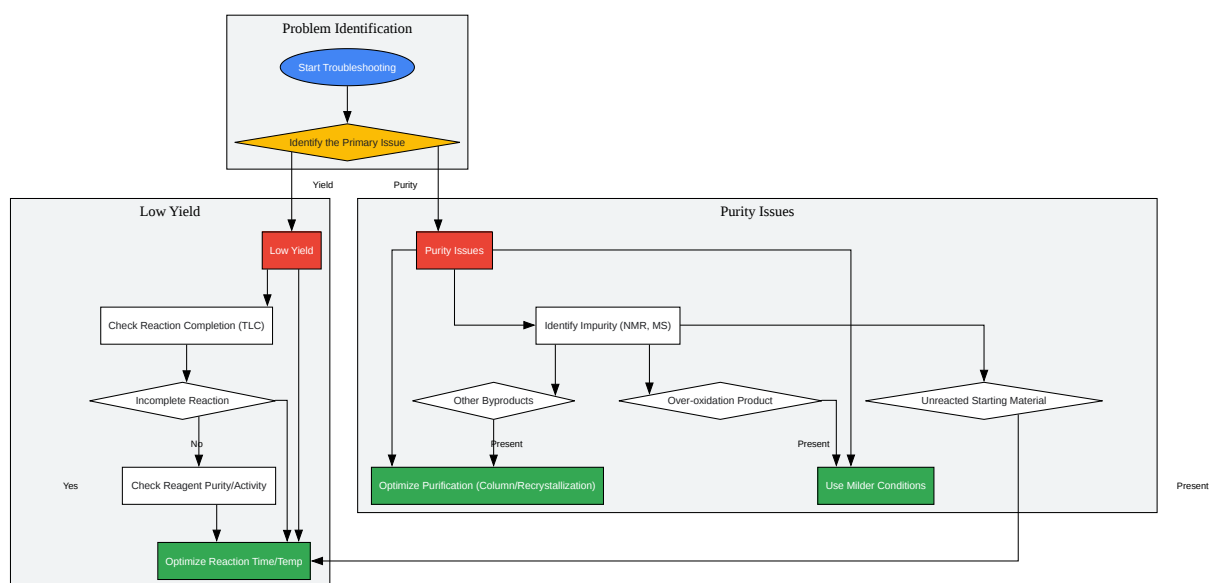 Problem Identification
Start Troubleshooting
Identify the Primary Issue
Yield
Purity
Low Yield
Purity Issues
Low Yield
Purity Issues
Check Reaction Completion (TLC)
Identify Impurity (NMR, MS)
Incomplete Reaction
Other Byproducts
Over-oxidation Product
Unreacted Starting Material
No
Present
Present
Yes
Check Reagent Purity/Activity
Optimize Purification (Column/Recrystallization)
Use Milder Conditions
Present
Optimize Reaction Time/Temp